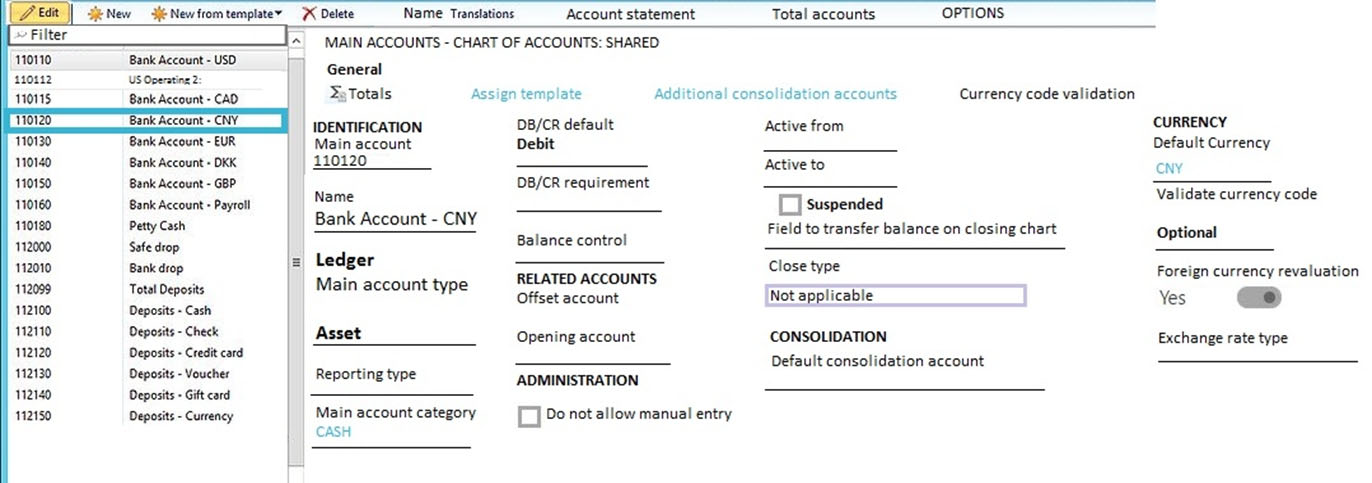 Edit New New from template Delete Name Translations Account statement Total accounts OPTIONS
Filter
110110 Bank Account - USD
110112 US Operating 2:
110115 Bank Account - CAD
110120 Bank Account - CNY
110130 Bank Account - EUR
110140 Bank Account - DKK
110150 Bank Account - GBP
110160 Bank Account - Payroll
110180 Petty Cash
112000 Safe drop
112010 Bank drop
112099 Total Deposits
112100 Deposits - Cash
112110 Deposits - Check
112120 Deposits - Credit card
112130 Deposits - Voucher
112140 Deposits - Gift card
112150 Deposits - Currency
MAIN ACCOUNTS - CHART OF ACCOUNTS: SHARED
General
Totals Assign template Additional consolidation accounts Currency code validation
IDENTIFICATION
Main account
110120
Name
Bank Account - CNY
Ledger
Main account type
Asset
Reporting type
Main account category
CASH
DB/CR default
Debit
DB/CR requirement
Balance control
RELATED ACCOUNTS
Offset account
Opening account
ADMINISTRATION
Do not allow manual entry
Active from
Active to
Suspended
Field to transfer balance on closing chart
Close type
Not applicable
CONSOLIDATION
Default consolidation account
CURRENCY
Default Currency
CNY
Validate currency code
Optional
Foreign currency revaluation
Yes
Exchange rate type